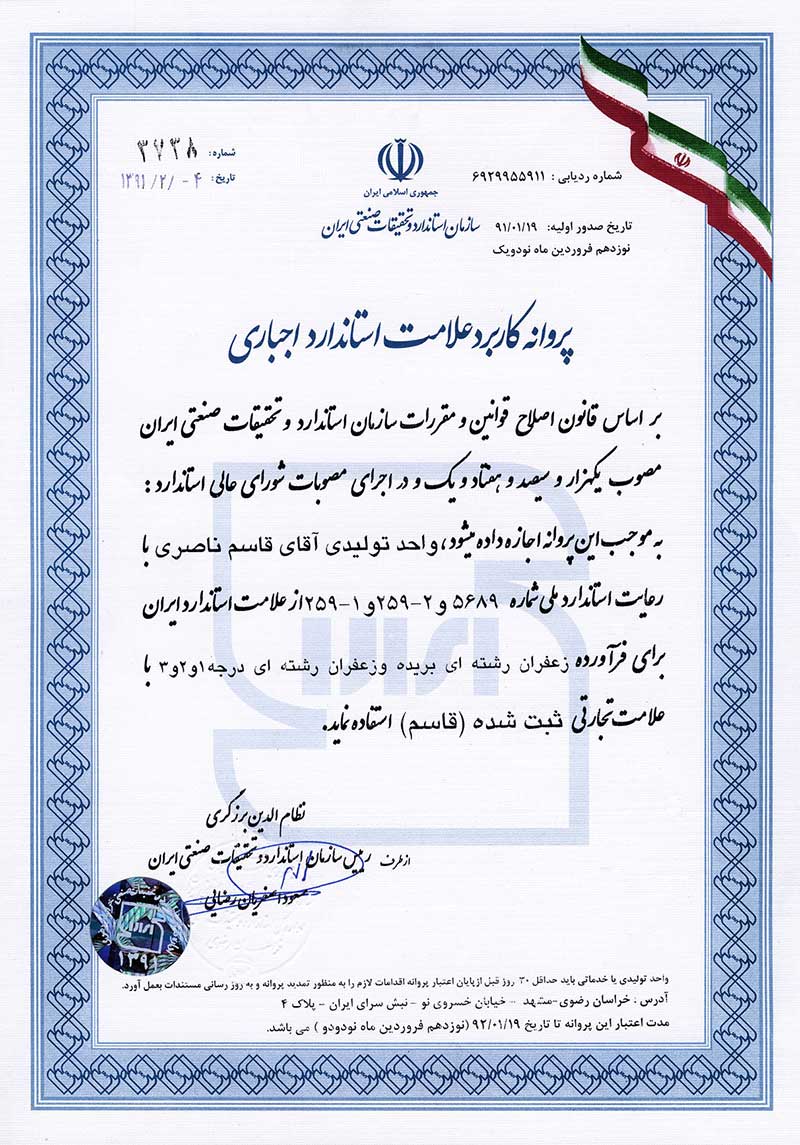 شماره: ۳۷۳۸
تاریخ: ۱۳۹۱/۲/-۴
جمهوری اسلامی ایران
سازمان استاندارد و تحقیقات صنعتی ایران
شماره ردیابی : ۶۹۲۹۹۵۵۹۱۱
تاریخ صدور اولیه: ۹۱/۰۱/۱۹
نوزدهم فروردین ماه نودویک
پروانه کاربرد علامت استاندارد اجباری
بر اساس قانون اصلاح قوانین و مقررات سازمان استاندارد و تحقیقات صنعتی ایران
مصوب یکهزار و سیصد و هفتاد و یک و در اجرای مصوبات شورای عالی استاندارد :
به موجب این پروانه اجازه داده میشود، واحد تولیدی آقای قاسم ناصری با
رعایت استاندارد ملی شماره ۵۶۸۹ و ۲-۲۵۹ و ۱-۲۵۹ از علامت استاندارد ایران
برای فرآورده زعفران رشته ای بریده وزعفران رشته ای درجه۱و۲و۳ با
علامت تجارتی ثبت شده (قاسم) استفاده نماید.
نظام الدین برزگری
از طرف رییس سازمان استاندارد و تحقیقات صنعتی ایران
رضایی
۱۳۹۱
واحد تولیدی یا خدماتی باید حداقل ۳۰ روز قبل ازپایان اعتبار پروانه اقدامات لازم را به منظور تمدید پروانه و به روز رسانی مستندات بعمل آورد.
آدرس : خراسان رضوی-مشهد -- خیابان خسروی نو - نبش سرای ایران - پلاک ۴
مدت اعتبار این پروانه تا تاریخ ۹۲/۰۱/۱۹ (نوزدهم فروردین ماه نودودو ) می باشد.